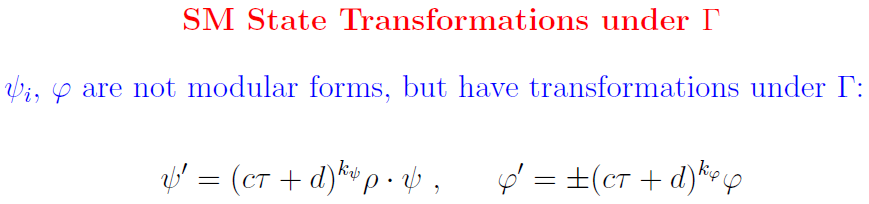 SM State Transformations under Γ
ψᵢ, φ are not modular forms, but have transformations under Γ:
ψ′ = (cτ + d)^{k_ψ} ρ · ψ , φ′ = ±(cτ + d)^{k_φ} φ